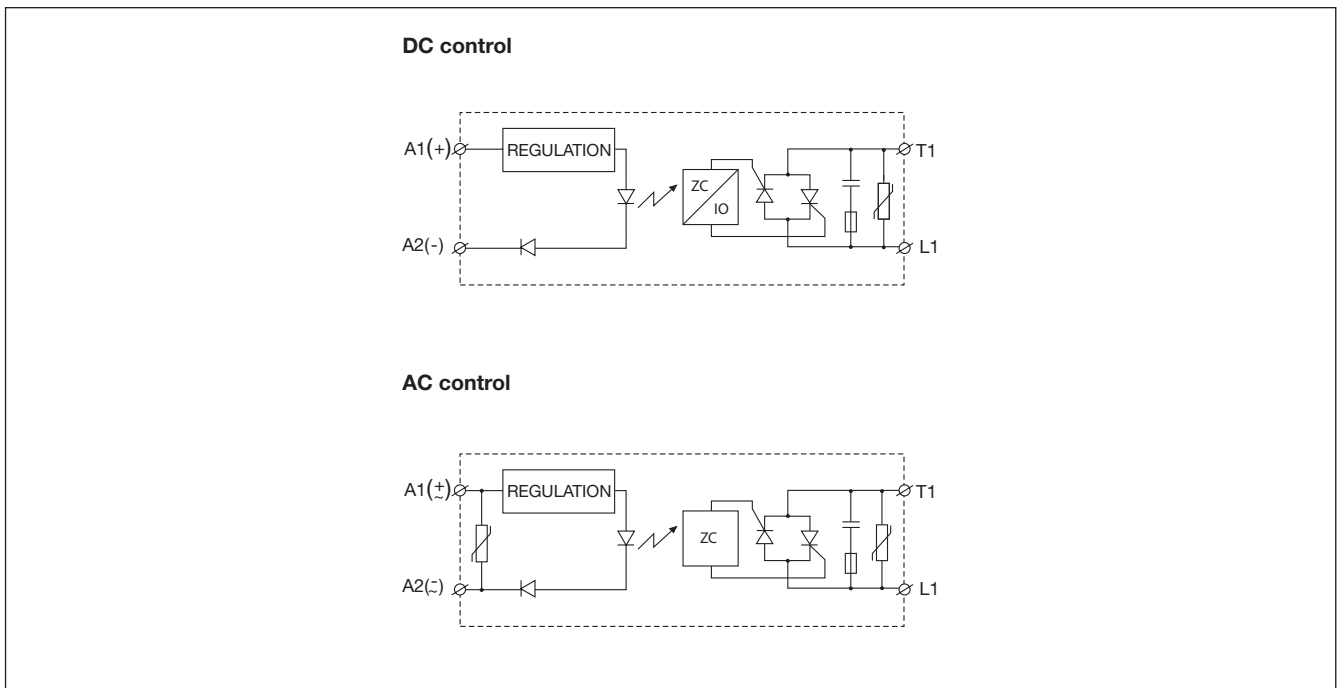 DC control
A1(+)
REGULATION
ZC
IO
T1
A2(-)
L1
AC control
A1(±~)
REGULATION
ZC
T1
A2(-~)
L1